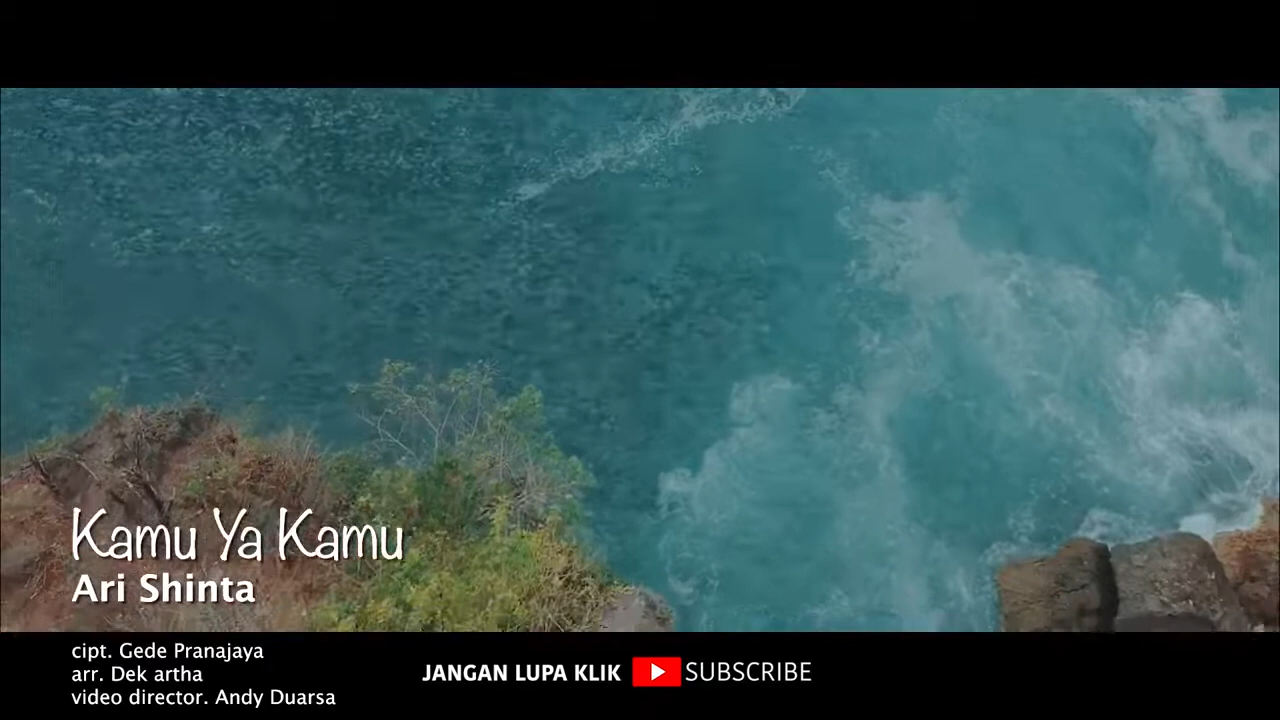 Kamu Ya Kamu
Ari Shinta
cipt. Gede Pranajaya
arr. Dek artha
video director. Andy Duarsa
JANGAN LUPA KLIK SUBSCRIBE